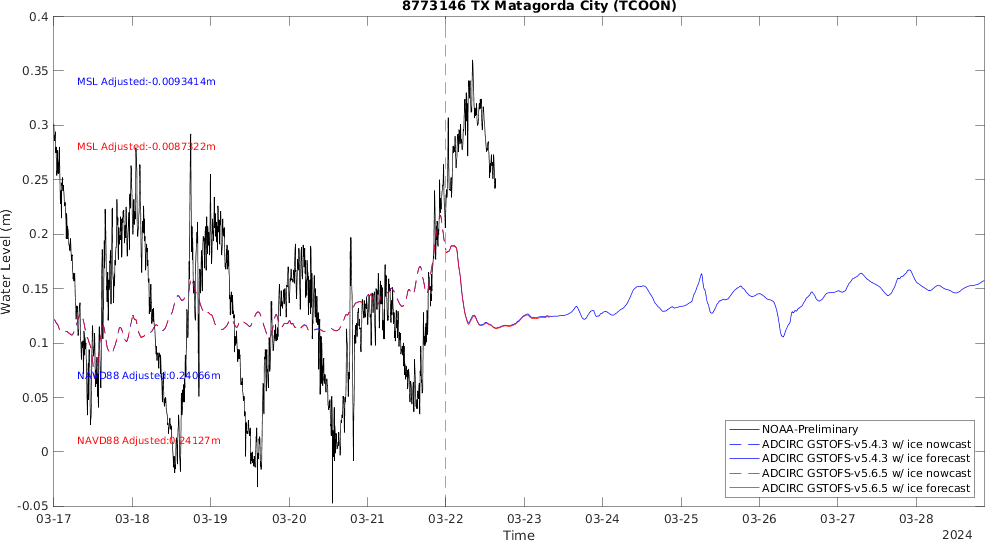 8773146 TX Matagorda City (TCOON)
0.4
0.35
0.3
0.25
0.2
0.15
0.1
0.05
0
-0.05
Water Level (m)
MSL Adjusted:-0.0093414m
MSL Adjusted:-0.0087322m
NAVD88 Adjusted:0.24066m
NAVD88 Adjusted:0.24127m
NOAA-Preliminary
ADCIRC GSTOFS-v5.4.3 w/ ice nowcast
ADCIRC GSTOFS-v5.4.3 w/ ice forecast
ADCIRC GSTOFS-v5.6.5 w/ ice nowcast
ADCIRC GSTOFS-v5.6.5 w/ ice forecast
03-17 03-18 03-19 03-20 03-21 03-22 03-23 03-24 03-25 03-26 03-27 03-28
Time
2024